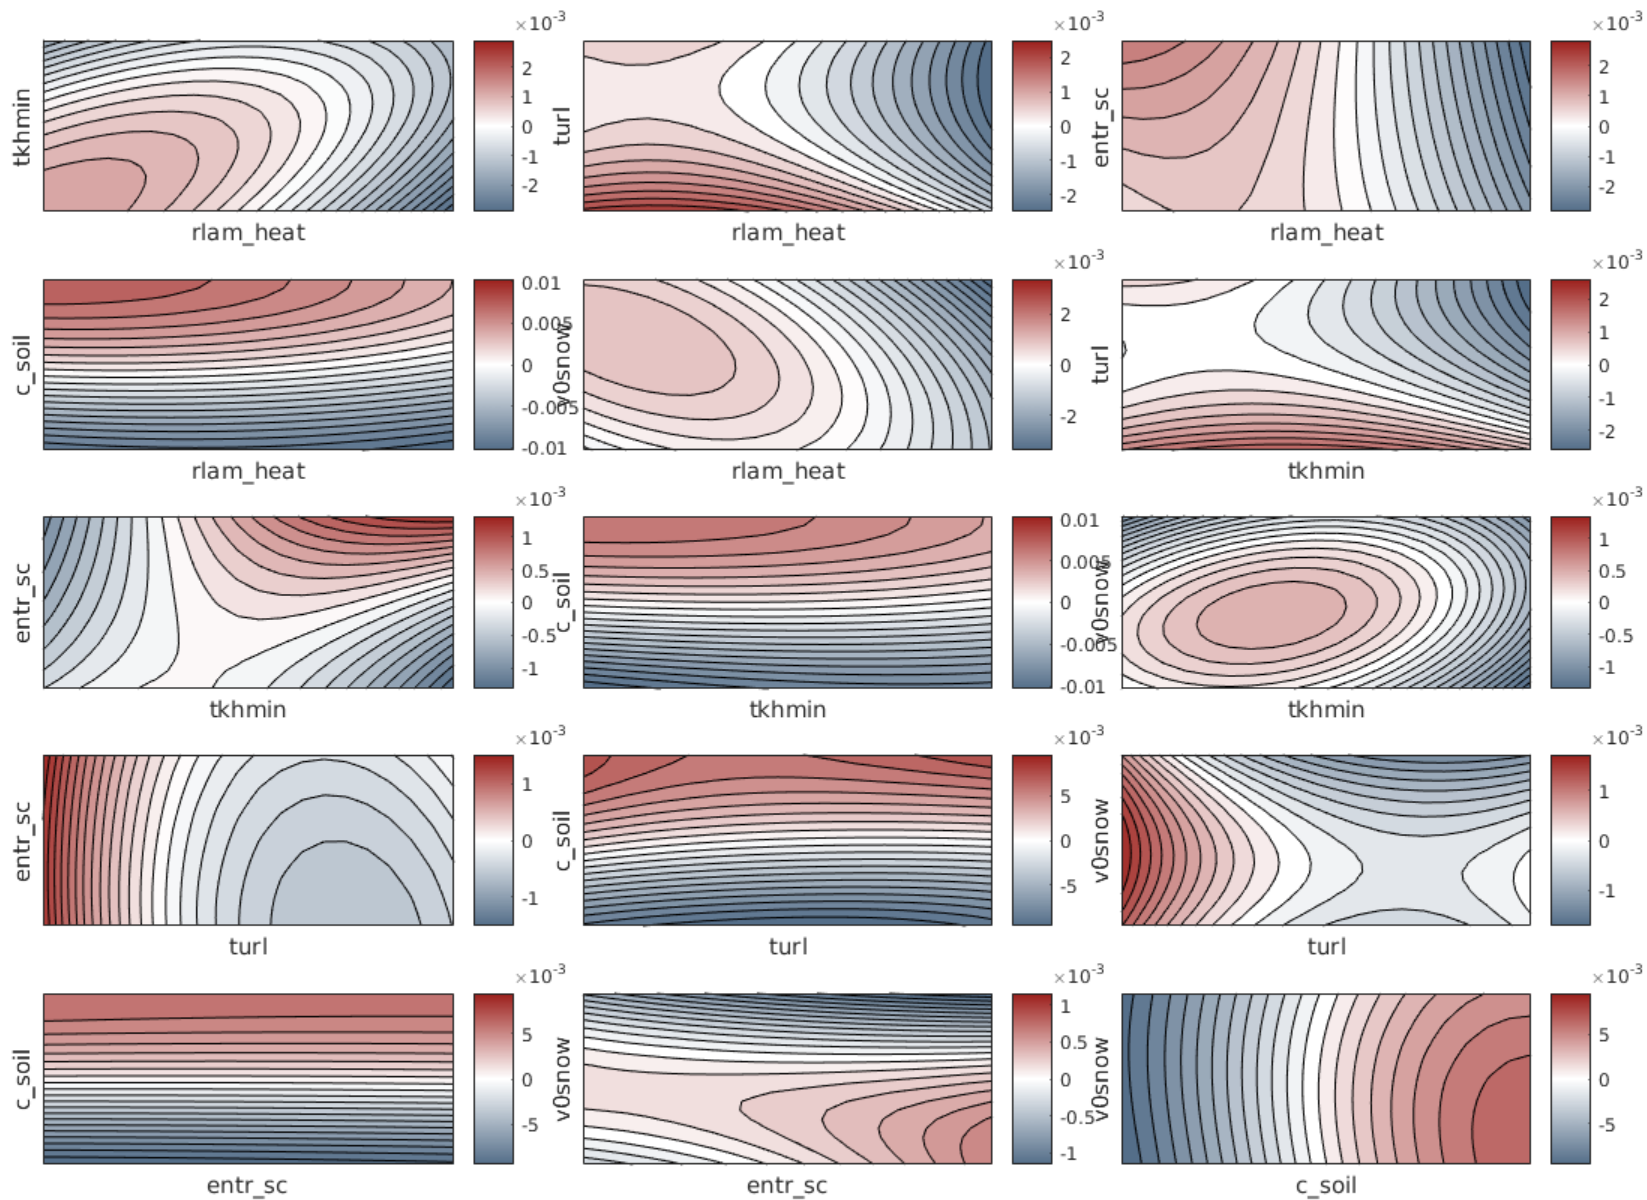 ×10⁻³ ×10⁻³ ×10⁻³
tkhmin 2 1 0 -1 -2 turl 2 1 0 -1 -2 entr_sc 2 1 0 -1 -2
rlam_heat rlam_heat rlam_heat
×10⁻³ ×10⁻³
c_soil 0.01 0.005 0 -0.005 -0.01 v0snow 2 0 -2 turl 2 1 0 -1 -2
rlam_heat rlam_heat tkhmin
×10⁻³ ×10⁻³
entr_sc 1 0.5 0 -0.5 -1 c_soil 0.01 0.005 0 -0.005 -0.01 v0snow 1 0.5 0 -0.5 -1
tkhmin tkhmin tkhmin
×10⁻³ ×10⁻³ ×10⁻³
entr_sc 1 0 -1 c_soil 5 0 -5 v0snow 1 0 -1
turl turl turl
×10⁻³ ×10⁻³ ×10⁻³
c_soil 5 0 -5 v0snow 1 0.5 0 -0.5 -1 v0snow 5 0 -5
entr_sc entr_sc c_soil